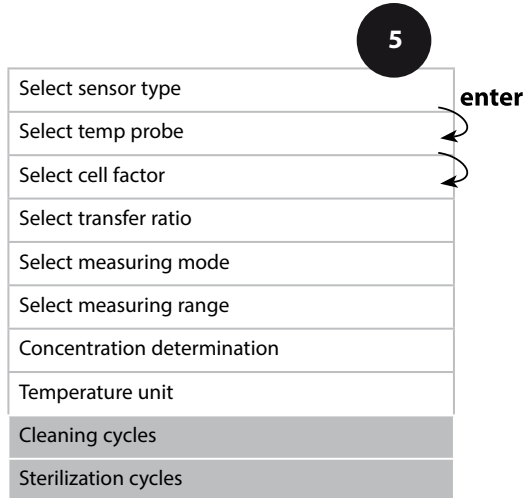 5
Select sensor type
enter
Select temp probe
Select cell factor
Select transfer ratio
Select measuring mode
Select measuring range
Concentration determination
Temperature unit
Cleaning cycles
Sterilization cycles